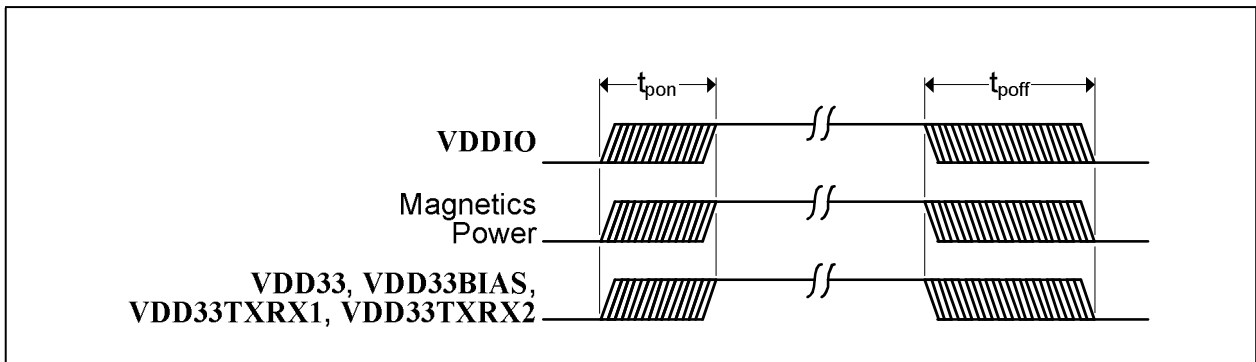 tpon
tpoff
VDDIO
Magnetics
Power
VDD33, VDD33BIAS,
VDD33TXRX1, VDD33TXRX2